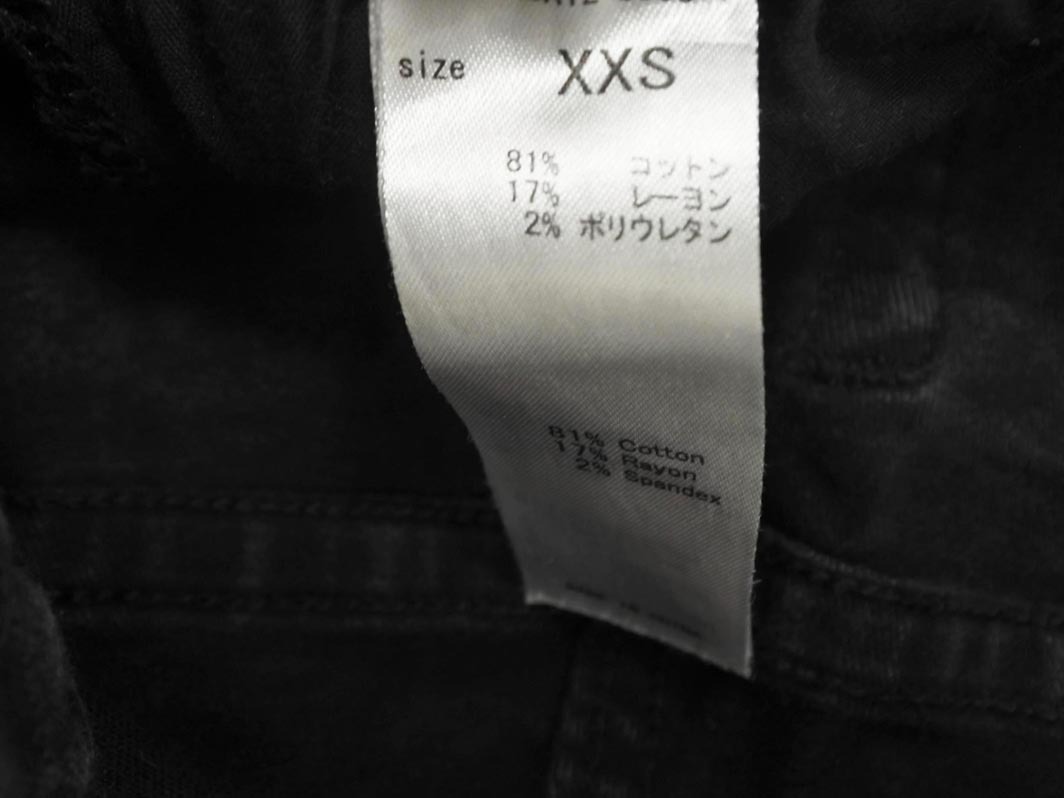 size XXS
81% コットン
17% レーヨン
2% ポリウレタン
81% Cotton
17% Rayon
2% Spandex